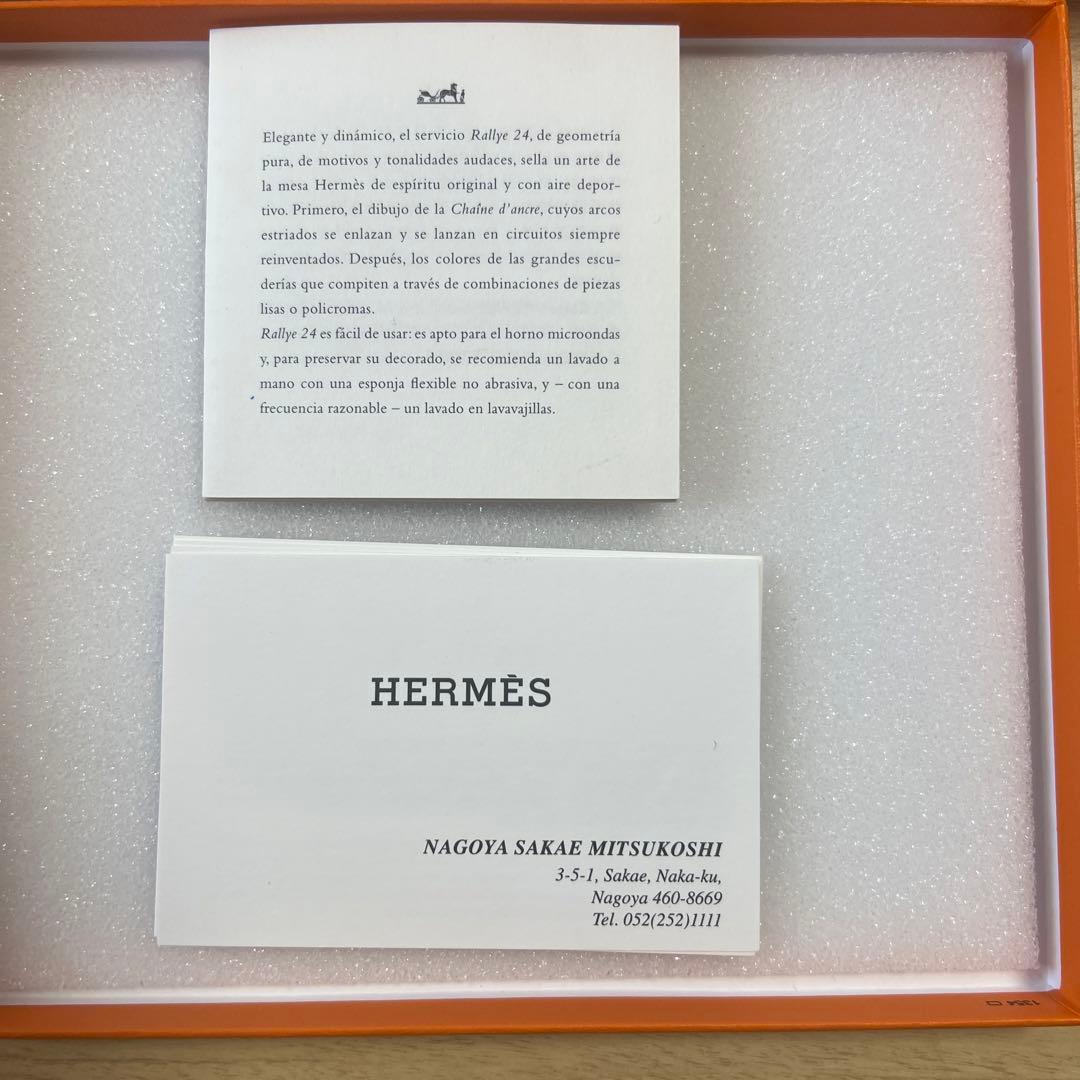 Elegante y dinámico, el servicio Rallye 24, de geometría
pura, de motivos y tonalidades audaces, sella un arte de
la mesa Hermès de espíritu original y con aire depor-
tivo. Primero, el dibujo de la Chaîne d'ancre, cuyos arcos
estriados se enlazan y se lanzan en circuitos siempre
reinventados. Después, los colores de las grandes escu-
derías que compiten a través de combinaciones de piezas
lisas o policromas.
Rallye 24 es fácil de usar: es apto para el horno microondas
y, para preservar su decorado, se recomienda un lavado a
mano con una esponja flexible no abrasiva, y – con una
frecuencia razonable – un lavado en lavavajillas.
HERMÈS
NAGOYA SAKAE MITSUKOSHI
3-5-1, Sakae, Naka-ku,
Nagoya 460-8669
Tel. 052(252)1111
1354